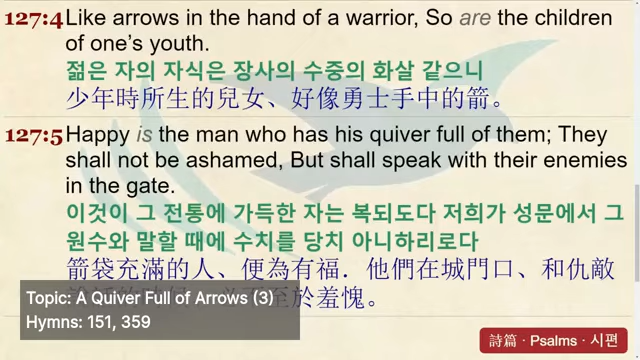 127:4 Like arrows in the hand of a warrior, So are the children
of one’s youth.
젊은 자의 자식은 장사의 수중의 화살 같으니
少年時所生的兒女、好像勇士手中的箭。
127:5 Happy is the man who has his quiver full of them; They
shall not be ashamed, But shall speak with their enemies
in the gate.
이것이 그 전통에 가득한 자는 복되도다 저희가 성문에서 그
원수와 말할 때에 수치를 당치 아니하리로다
箭袋充滿的人、便為有福．他們在城門口、和仇敵
於羞愧。
Topic: A Quiver Full of Arrows (3)
Hymns: 151, 359
詩篇 · Psalms · 시편